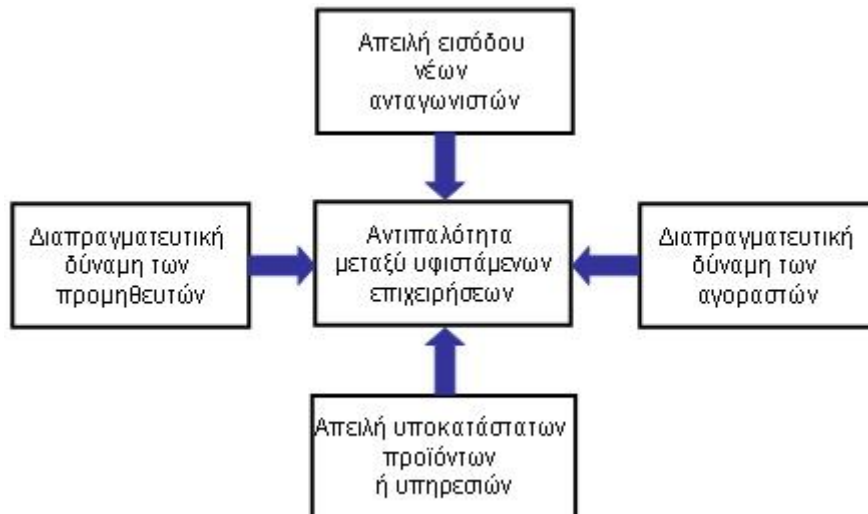 Απειλή εισόδου
νέων
ανταγωνιστών
Διαπραγματευτική
δύναμη των
προμηθευτών
Αντιπαλότητα
μεταξύ υφιστάμενων
επιχειρήσεων
Διαπραγματευτική
δύναμη των
αγοραστών
Απειλή υποκατάστατων
προϊόντων
ή υπηρεσιών